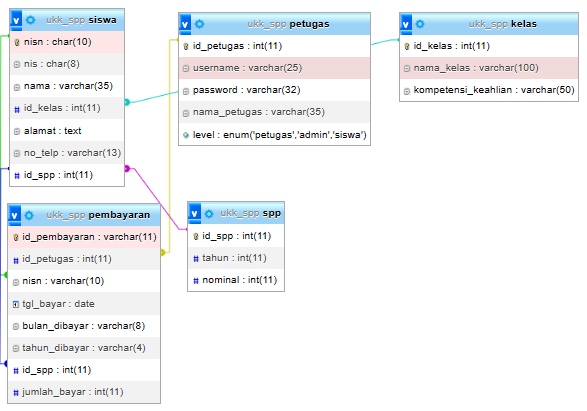 v ukk_spp siswa
nisn : char(10)
nis : char(8)
nama : varchar(35)
id_kelas : int(11)
alamat : text
no_telp : varchar(13)
id_spp : int(11)
v ukk_spp petugas
id_petugas : int(11)
username : varchar(25)
password : varchar(32)
nama_petugas : varchar(35)
level : enum('petugas','admin','siswa')
v ukk_spp kelas
id_kelas : int(11)
nama_kelas : varchar(100)
kompetensi_keahlian : varchar(50)
v ukk_spp pembayaran
id_pembayaran : varchar(11)
id_petugas : int(11)
nisn : varchar(10)
tgl_bayar : date
bulan_dibayar : varchar(8)
tahun_dibayar : varchar(4)
id_spp : int(11)
jumlah_bayar : int(11)
v ukk_spp spp
id_spp : int(11)
tahun : int(11)
nominal : int(11)